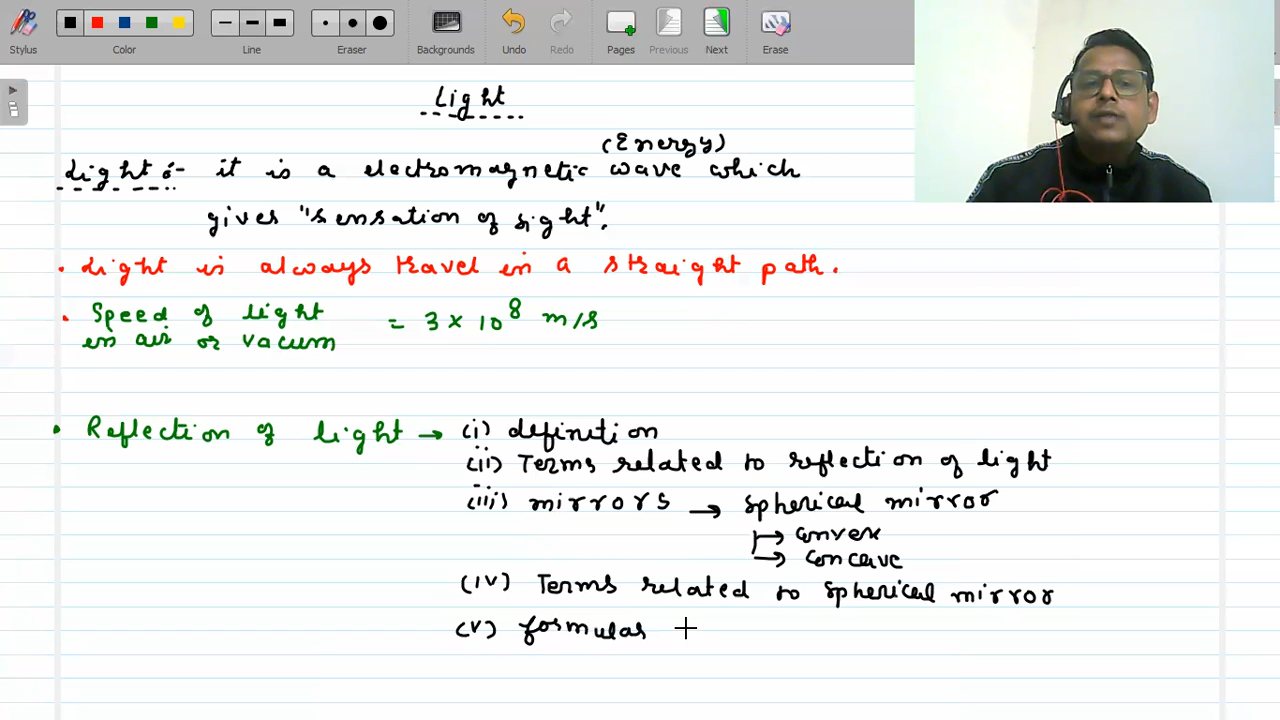 Stylus Color Line Eraser Backgrounds Undo Redo Pages Previous Next Erase
Light
(Energy)
Light :- it is a electromagnetic wave which
gives "sensation of sight".
• Light is always travel in a straight path.
• Speed of light
in air or vacum = 3 × 10^8 m/s
• Reflection of light → (i) definition
(ii) Terms related to reflection of light
(iii) mirrors → spherical mirror
→ convex
→ concave
(iv) Terms related to spherical mirror
(v) formulas